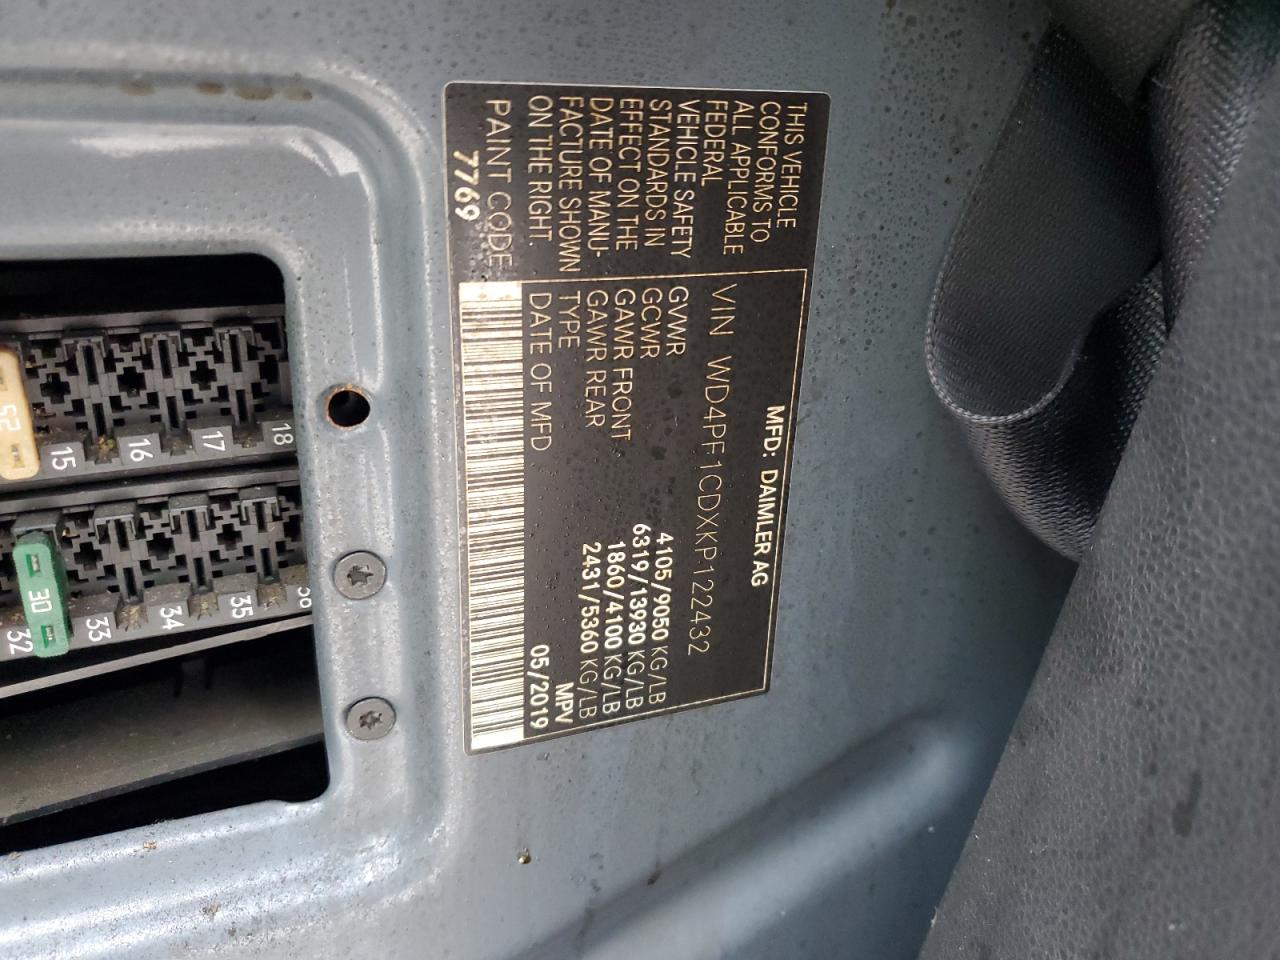 MFD: DAIMLER AG
THIS VEHICLE
CONFORMS TO
ALL APPLICABLE
FEDERAL
VEHICLE SAFETY
STANDARDS IN
EFFECT ON THE
DATE OF MANU-
FACTURE SHOWN
ON THE RIGHT.
PAINT CODE
7769
VIN WD4PF1CDXKP122432
GVWR 4105/9050 KG/LB
GCWR 6319/13930 KG/LB
GAWR FRONT 1860/4100 KG/LB
GAWR REAR 2431/5360 KG/LB
TYPE MPV
DATE OF MFD 05/2019
15 16 17 18
30
32 33 34 35